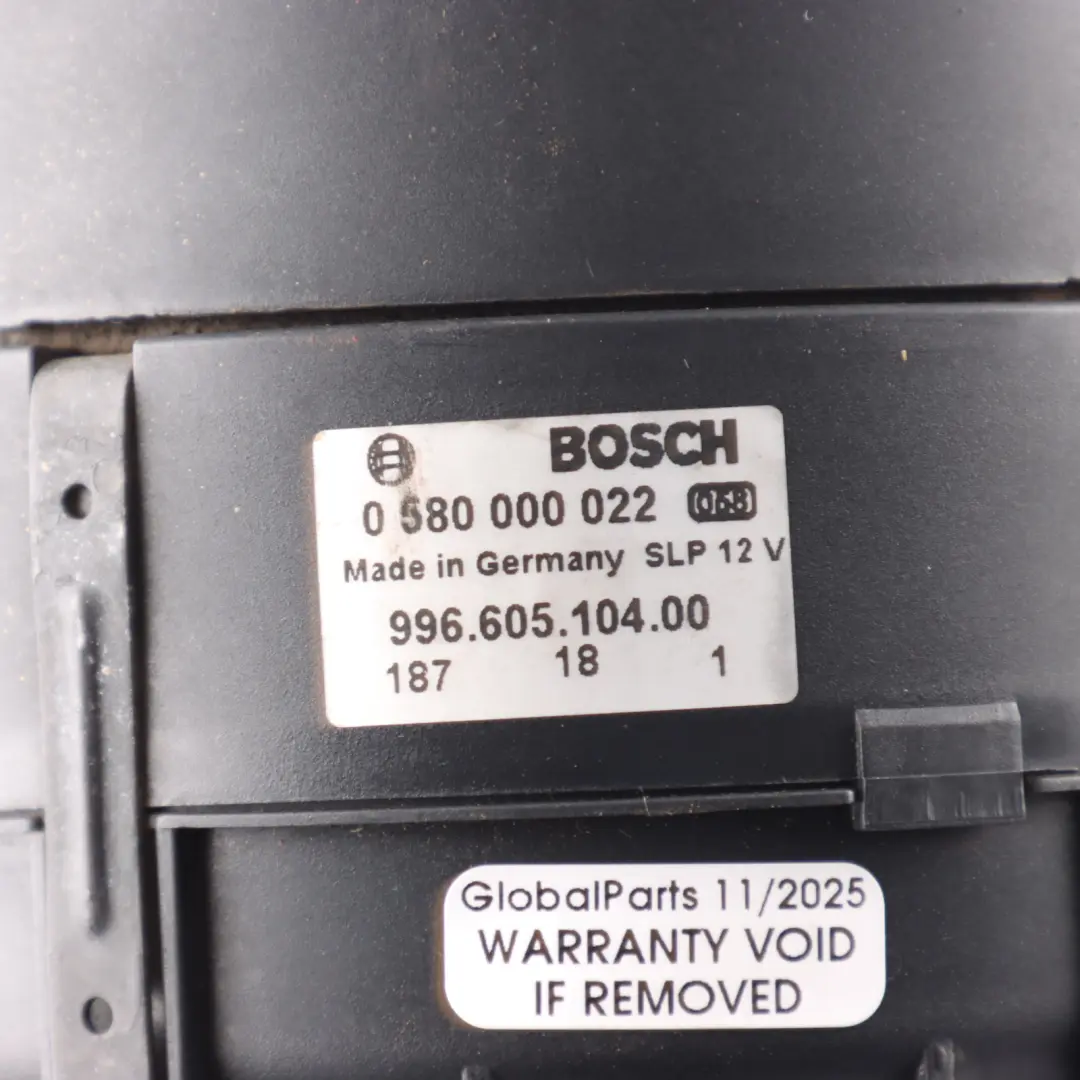 BOSCH
0 580 000 022 068
Made in Germany SLP 12 V
996.605.104.00
187 18 1
GlobalParts 11/2025
WARRANTY VOID
IF REMOVED